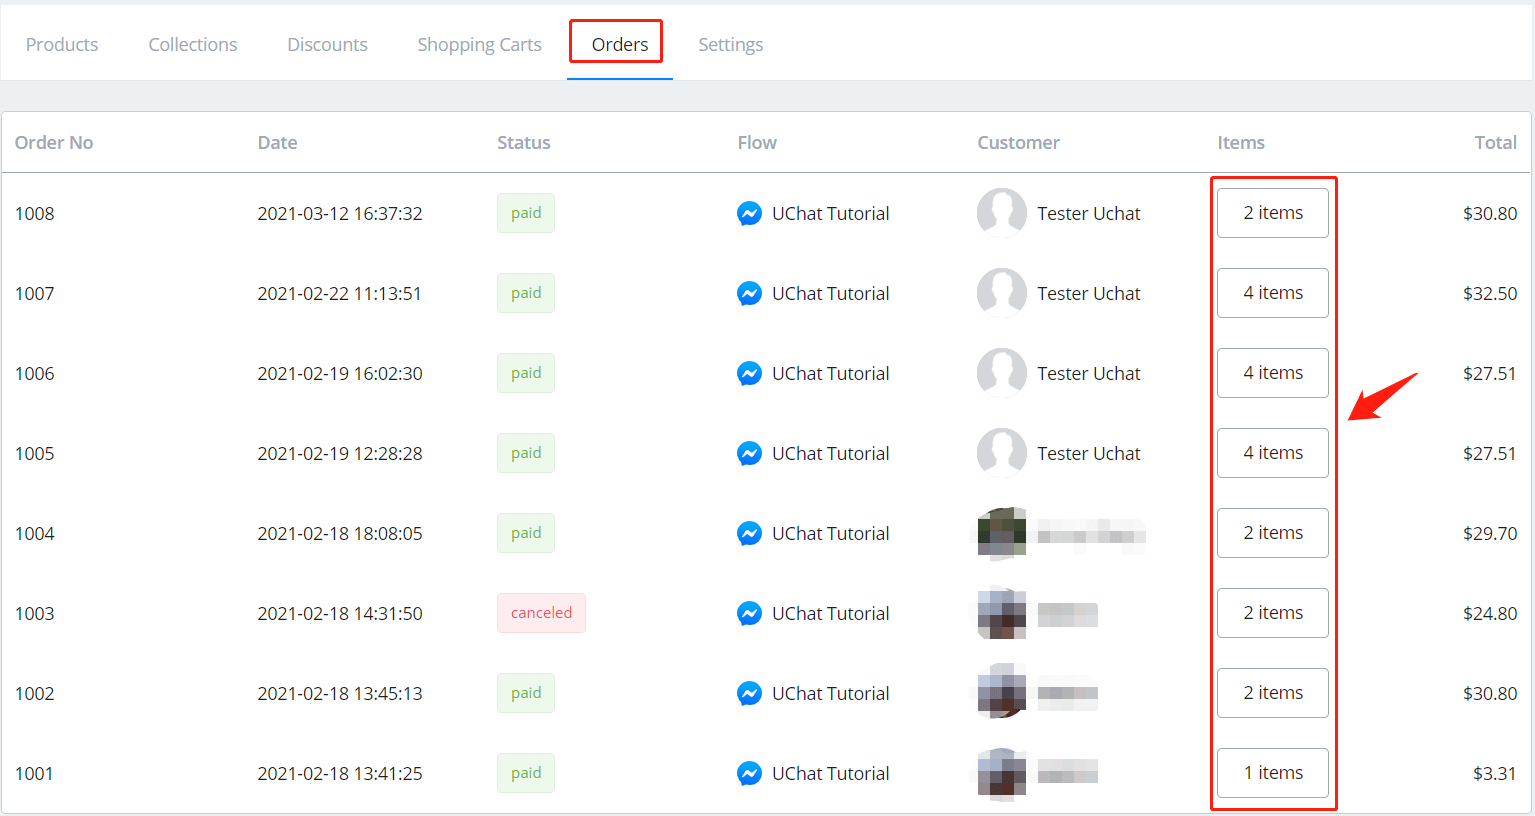 Products Collections Discounts Shopping Carts Orders Settings
Order No Date Status Flow Customer Items Total
1008 2021-03-12 16:37:32 paid UChat Tutorial Tester Uchat 2 items $30.80
1007 2021-02-22 11:13:51 paid UChat Tutorial Tester Uchat 4 items $32.50
1006 2021-02-19 16:02:30 paid UChat Tutorial Tester Uchat 4 items $27.51
1005 2021-02-19 12:28:28 paid UChat Tutorial Tester Uchat 4 items $27.51
1004 2021-02-18 18:08:05 paid UChat Tutorial 2 items $29.70
1003 2021-02-18 14:31:50 canceled UChat Tutorial 2 items $24.80
1002 2021-02-18 13:45:13 paid UChat Tutorial 2 items $30.80
1001 2021-02-18 13:41:25 paid UChat Tutorial 1 items $3.31